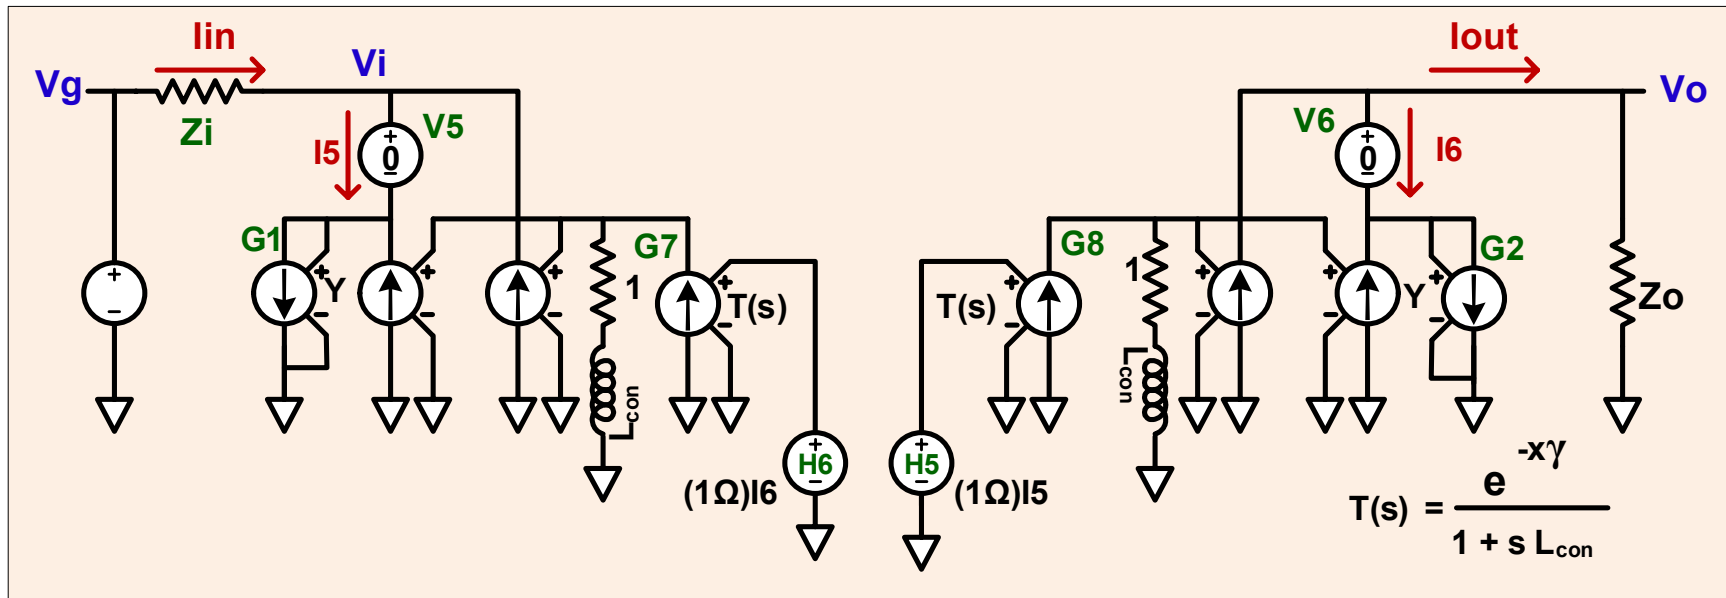 Iin
Iout
Vg
Vi
Vo
Zi
V5
V6
+
0
−
I5
+
0
−
I6
G1
G7
G8
G2
+
−
+
Y
−
+
−
+
−
1
+
−
T(s)
T(s)
+
−
1
+
−
+
−
Y
+
−
Zo
Lcon
Lcon
+
H6
−
(1Ω)I6
+
H5
−
(1Ω)I5
T(s) = e^-xγ
1 + s Lcon